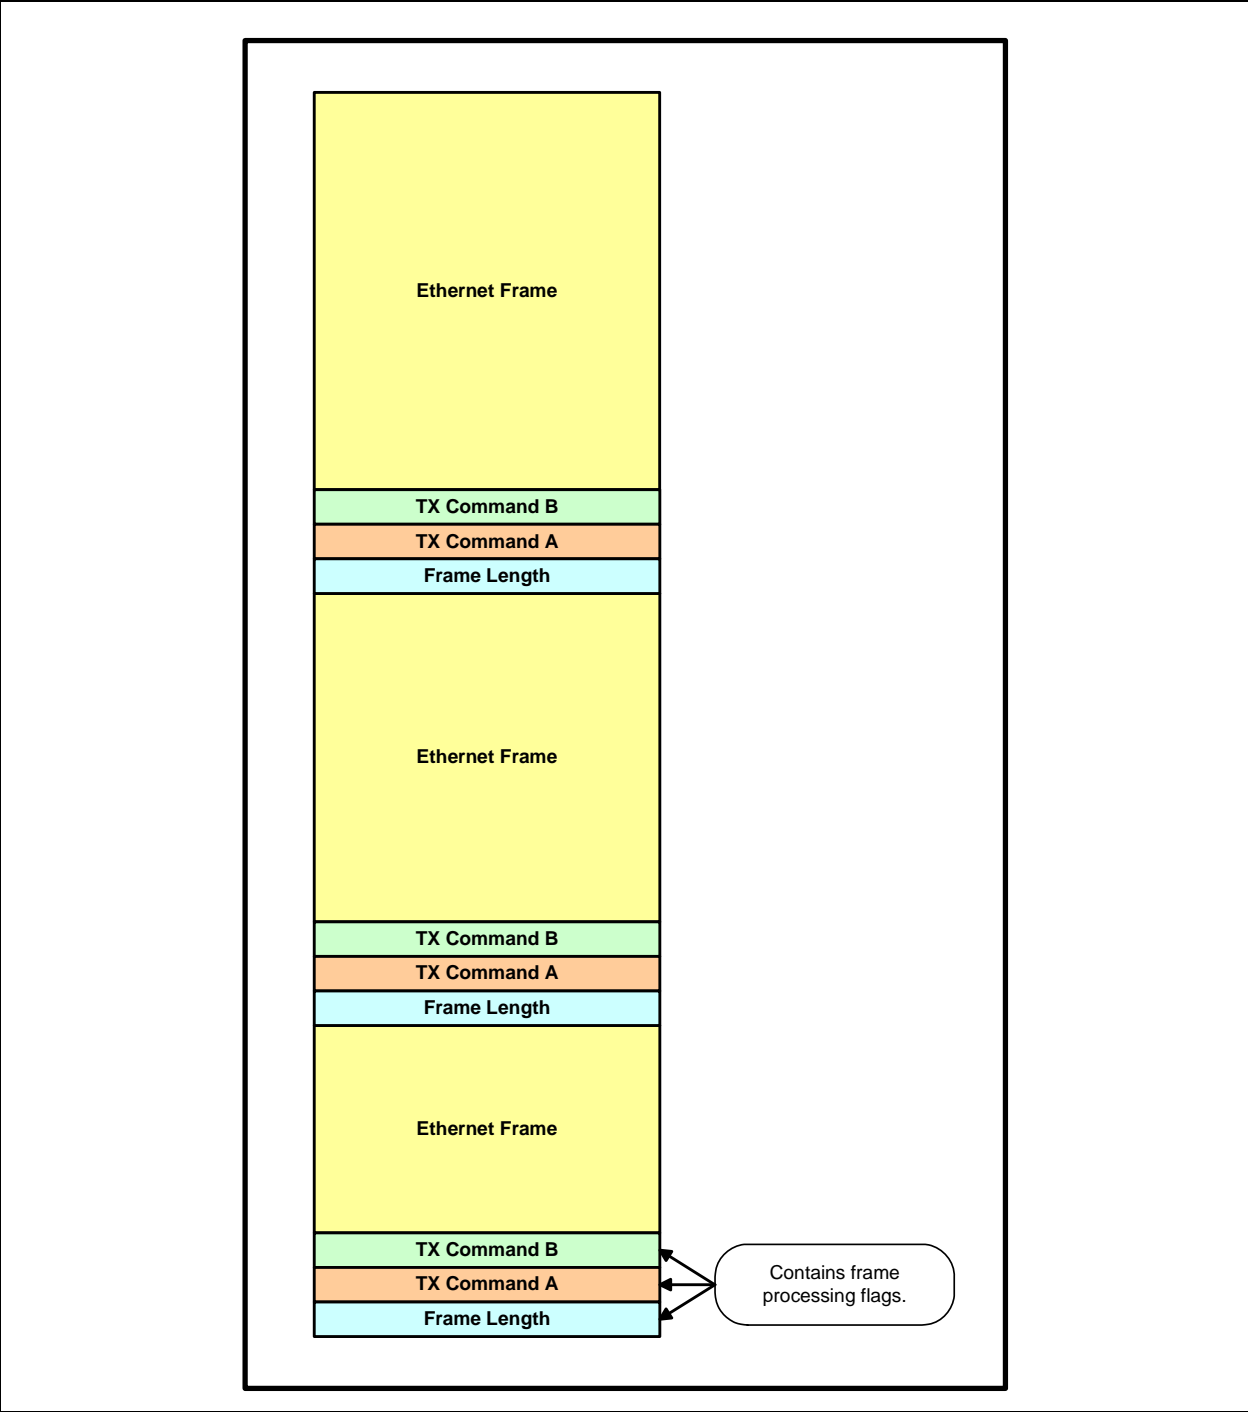 Ethernet Frame
TX Command B
TX Command A
Frame Length
Ethernet Frame
TX Command B
TX Command A
Frame Length
Ethernet Frame
TX Command B
TX Command A
Frame Length
Contains frame
processing flags.